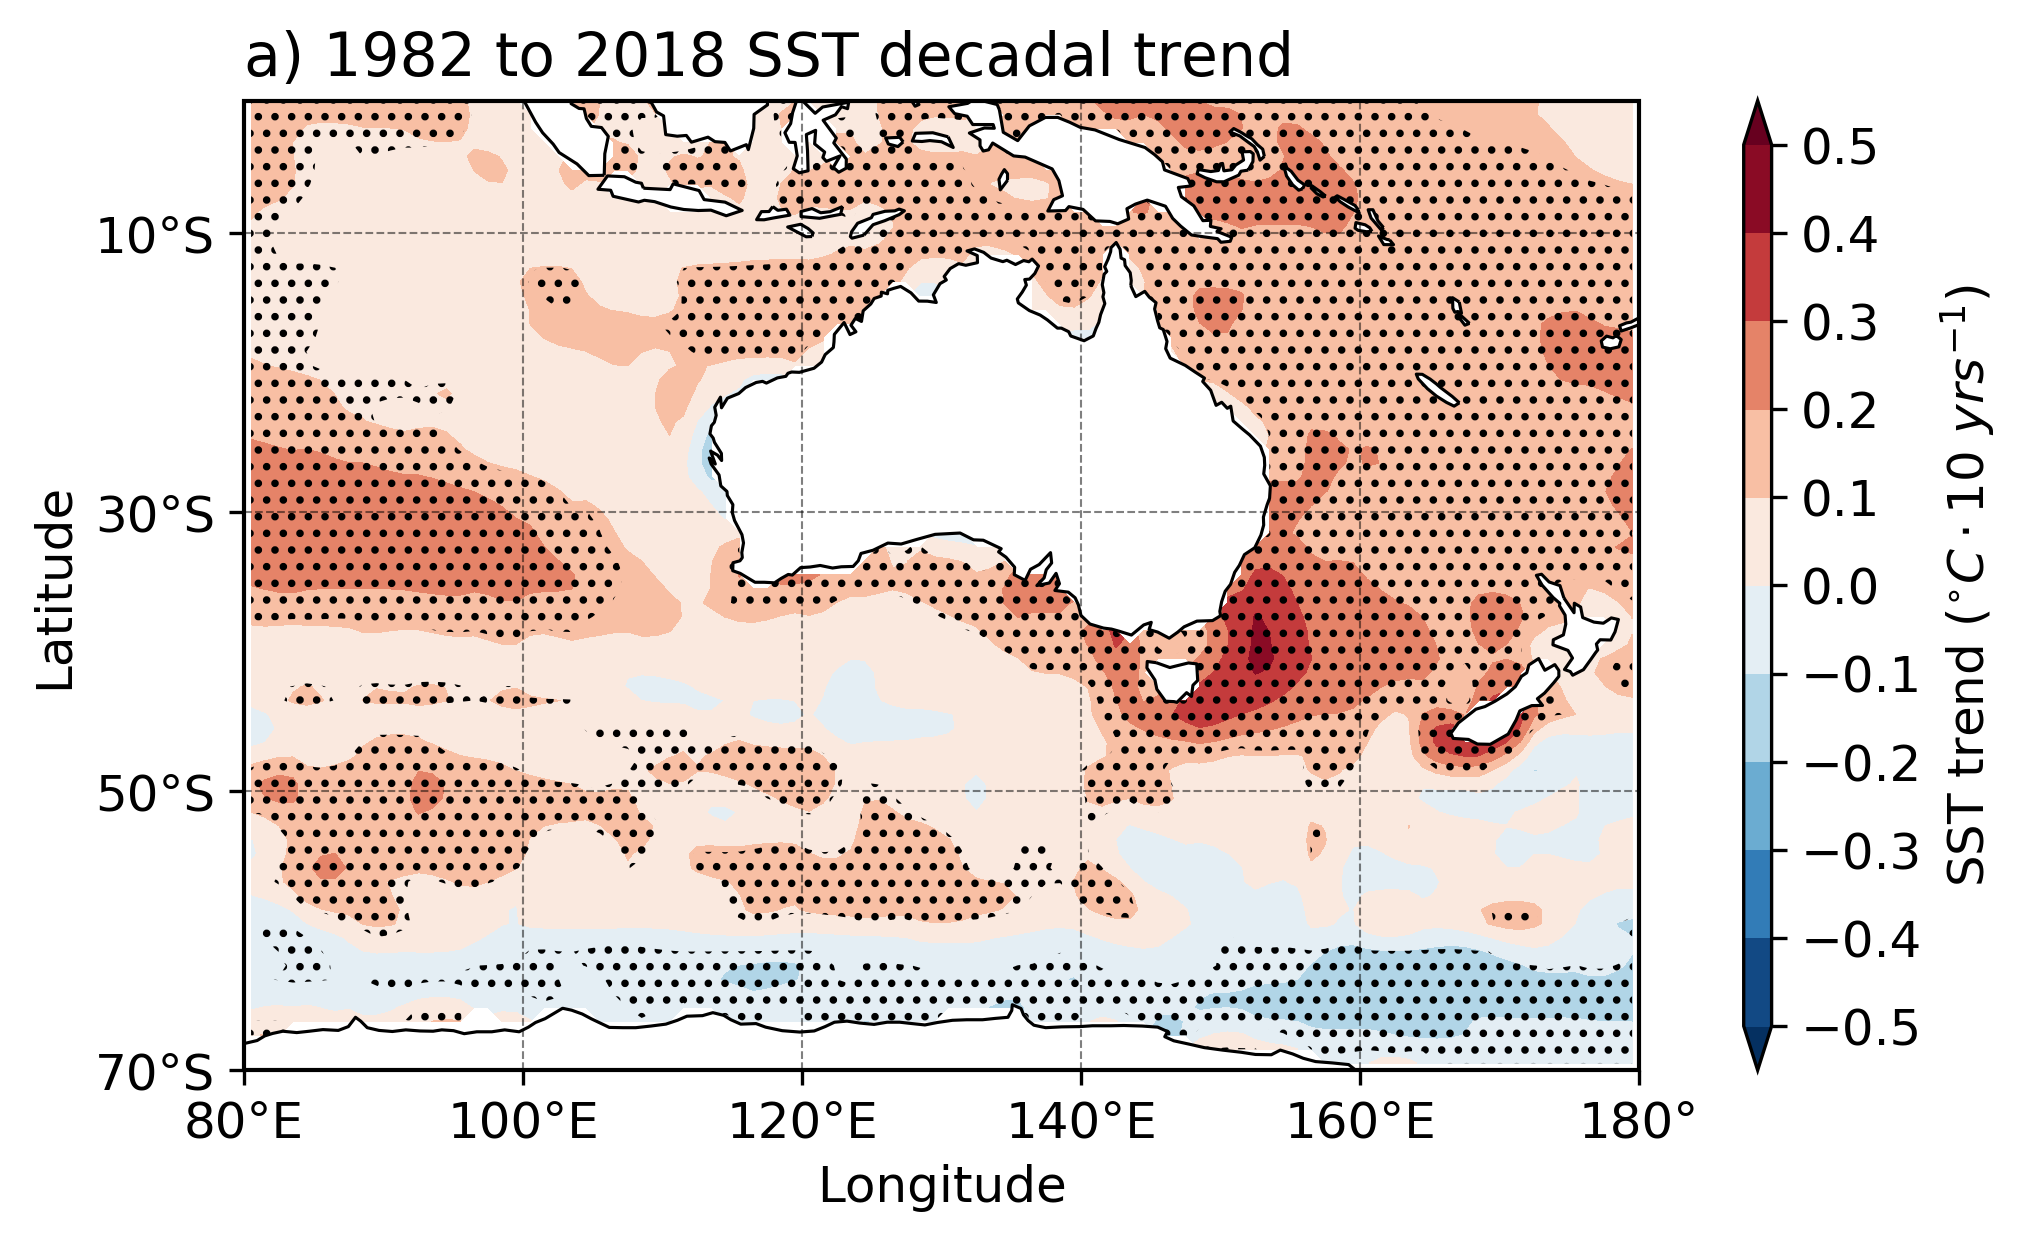 a) 1982 to 2018 SST decadal trend
10°S
30°S
50°S
70°S
Latitude
80°E
100°E
120°E
140°E
160°E
180°
Longitude
0.5
0.4
0.3
0.2
0.1
0.0
−0.1
−0.2
−0.3
−0.4
−0.5
SST trend (°C · 10 yrs⁻¹)